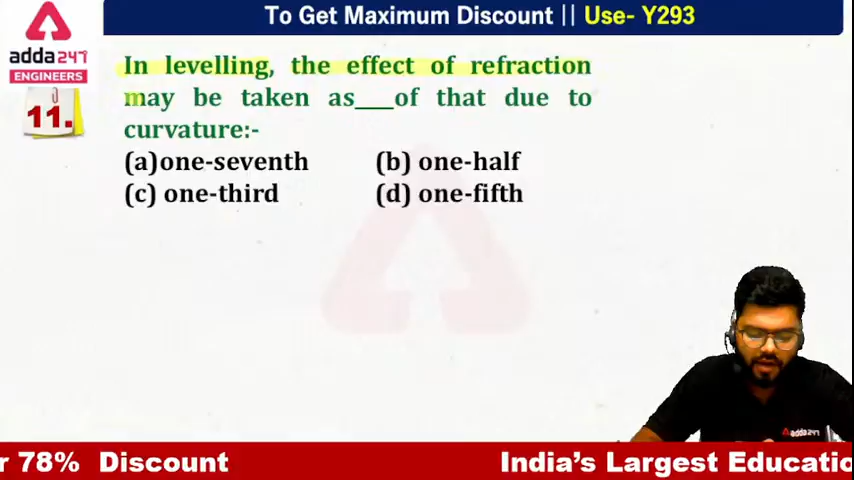 To Get Maximum Discount || Use- Y293
adda247
ENGINEERS
11.
In levelling, the effect of refraction
may be taken as___of that due to
curvature:-
(a)one-seventh (b) one-half
(c) one-third (d) one-fifth
adda247
r 78% Discount India's Largest Educatio